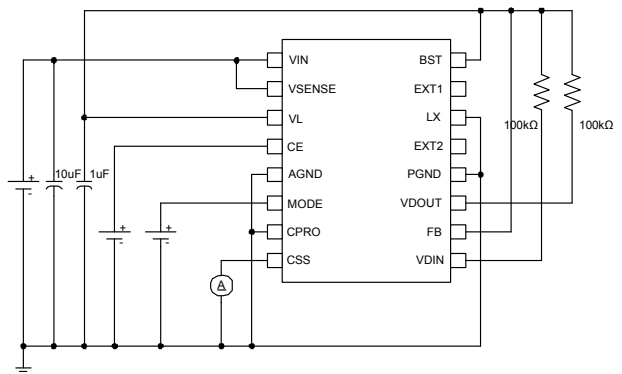 VIN
BST
VSENSE
EXT1
VL
LX
100kΩ
100kΩ
CE
EXT2
10uF
1uF
AGND
PGND
+
-
MODE
VDOUT
+
-
+
-
CPRO
FB
CSS
VDIN
A